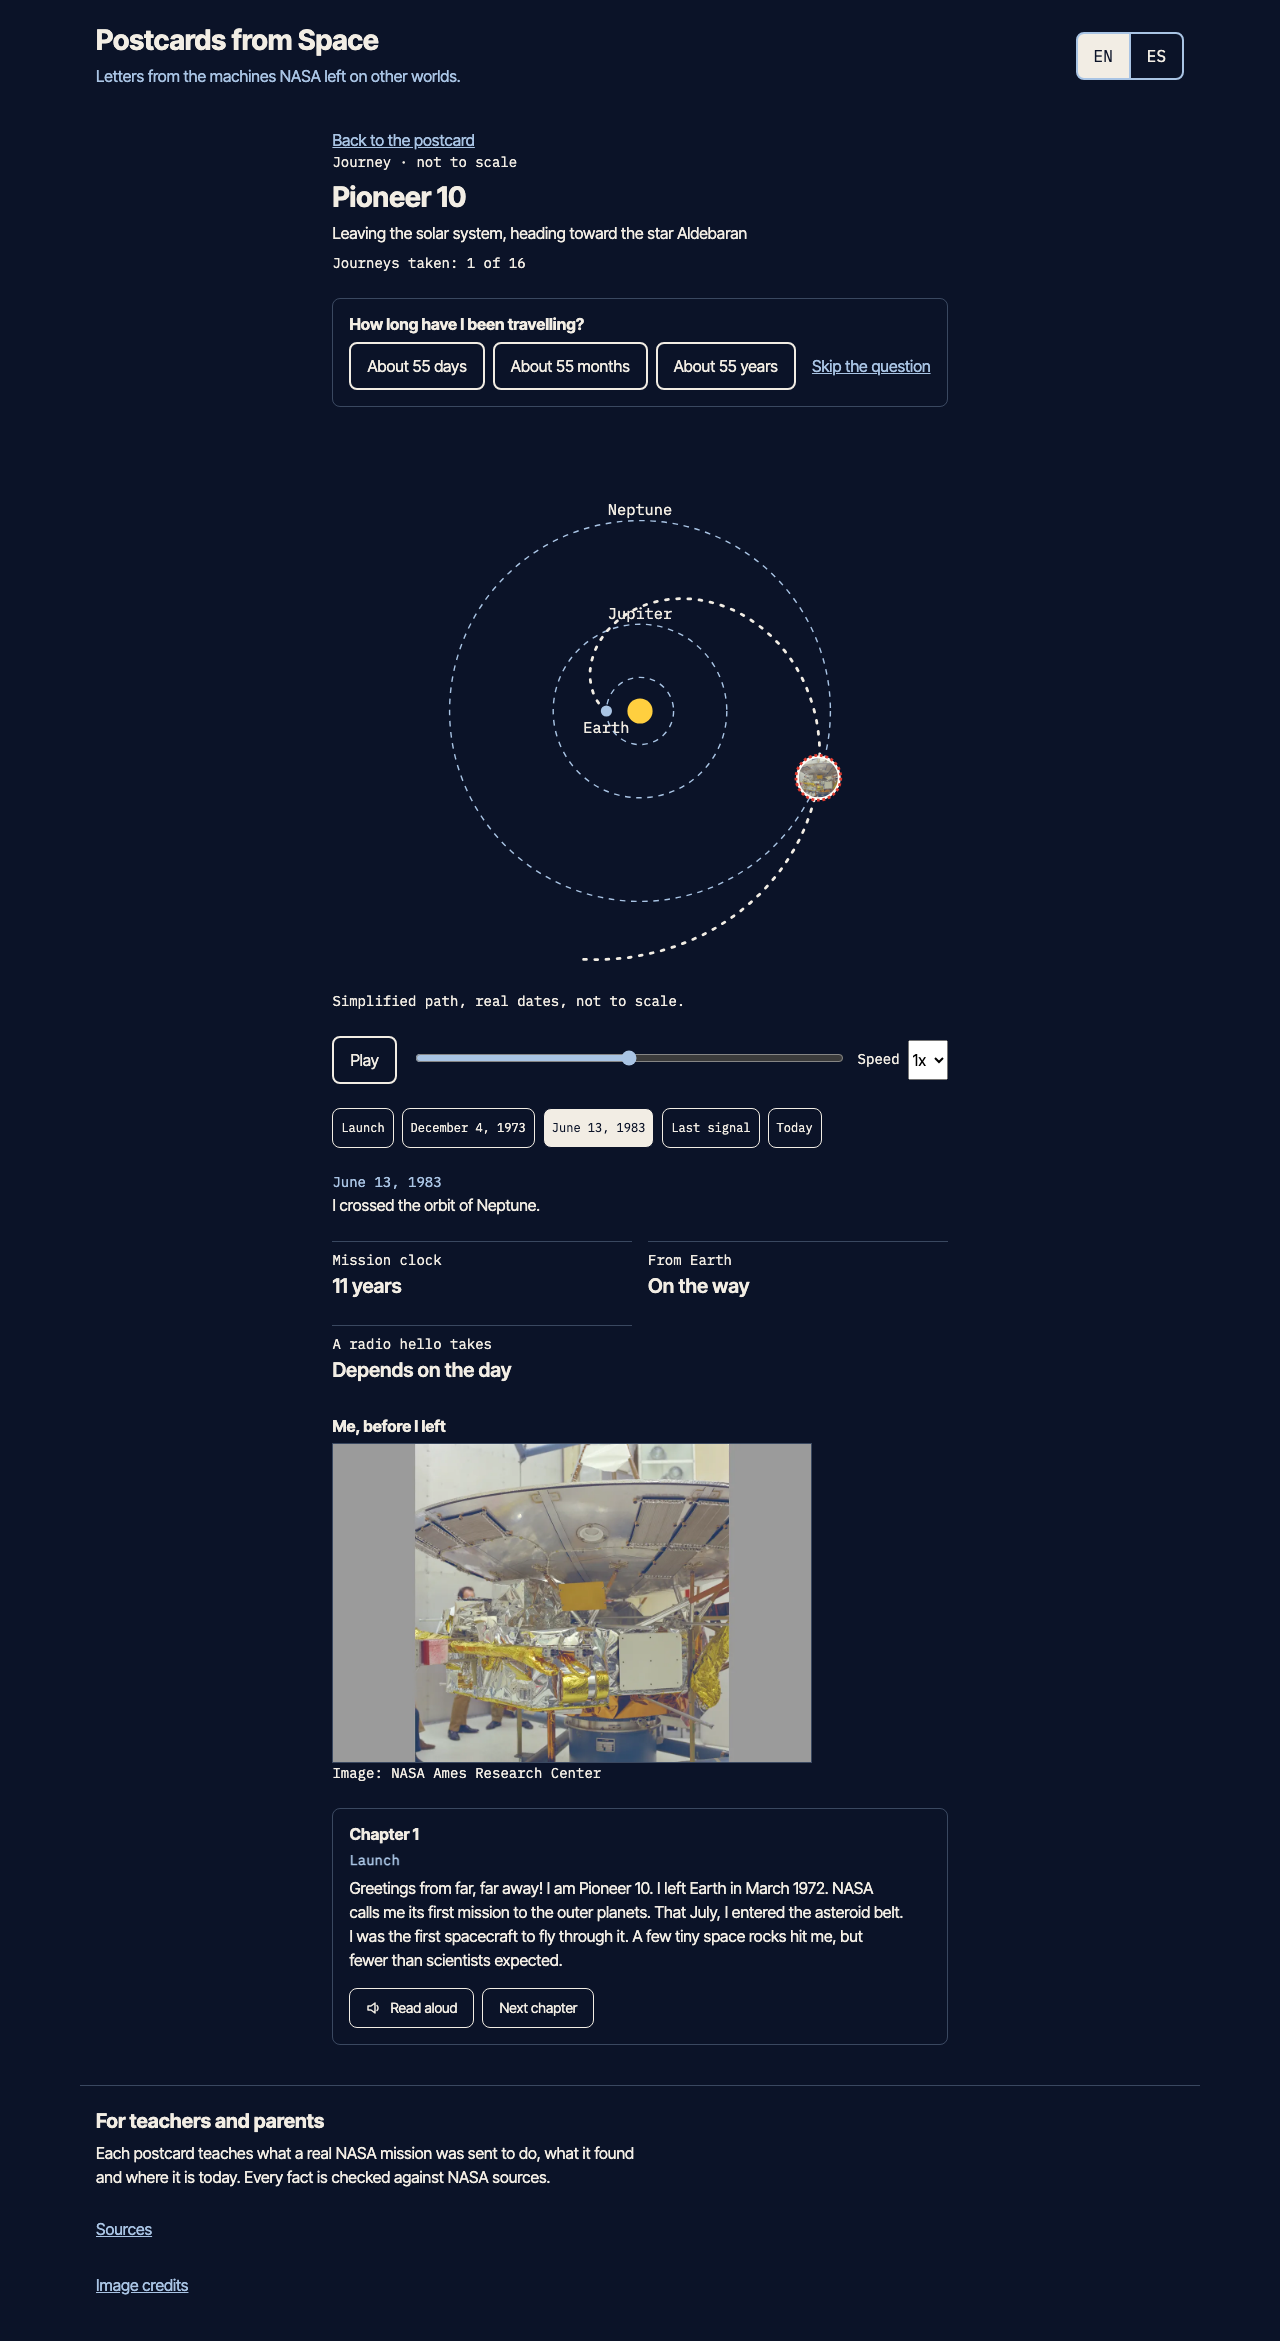 Postcards from Space
Letters from the machines NASA left on other worlds.
EN
ES
Back to the postcard
Journey · not to scale
Pioneer 10
Leaving the solar system, heading toward the star Aldebaran
Journeys taken: 1 of 16
How long have I been travelling?
About 55 days
About 55 months
About 55 years
Skip the question
Neptune
Jupiter
Earth
Simplified path, real dates, not to scale.
Play
Speed
1x
Launch
December 4, 1973
June 13, 1983
Last signal
Today
June 13, 1983
I crossed the orbit of Neptune.
Mission clock
11 years
From Earth
On the way
A radio hello takes
Depends on the day
Me, before I left
Image: NASA Ames Research Center
Chapter 1
Launch
Greetings from far, far away! I am Pioneer 10. I left Earth in March 1972. NASA
calls me its first mission to the outer planets. That July, I entered the asteroid belt.
I was the first spacecraft to fly through it. A few tiny space rocks hit me, but
fewer than scientists expected.
Read aloud
Next chapter
For teachers and parents
Each postcard teaches what a real NASA mission was sent to do, what it found
and where it is today. Every fact is checked against NASA sources.
Sources
Image credits